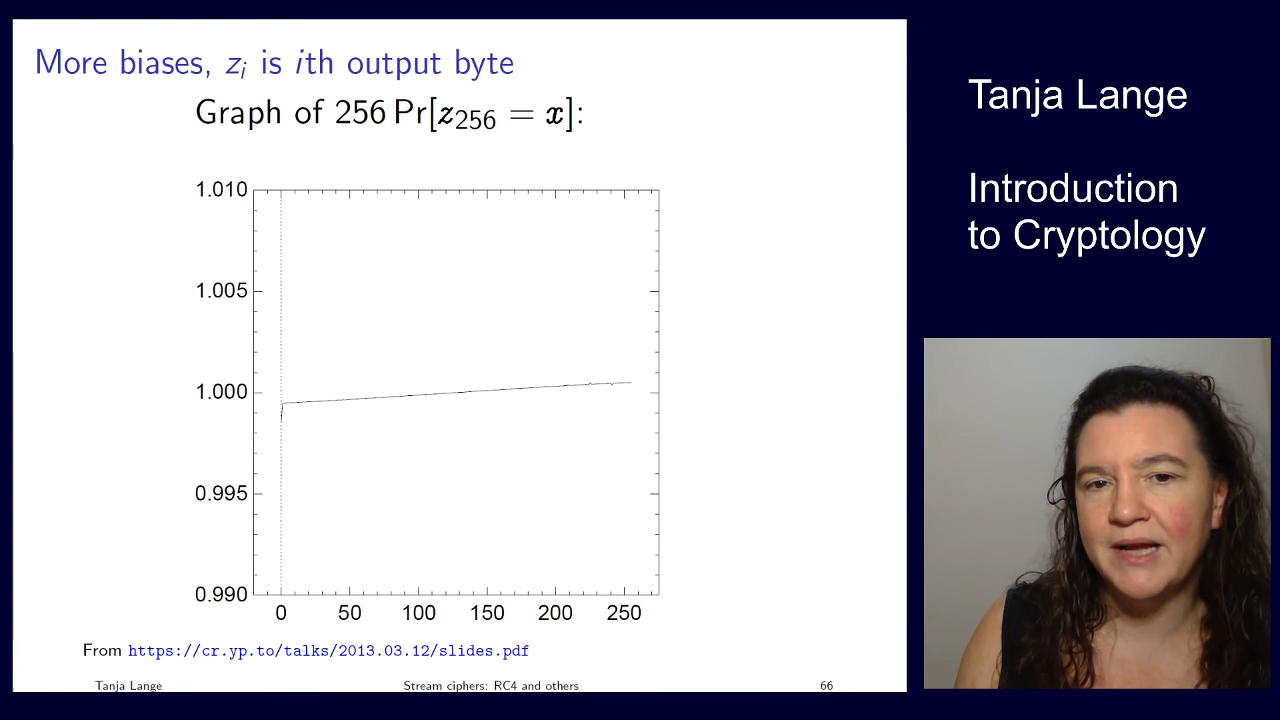 More biases, zᵢ is ith output byte
Graph of 256 Pr[z₂₅₆ = x]:
1.010
1.005
1.000
0.995
0.990
0 50 100 150 200 250
From https://cr.yp.to/talks/2013.03.12/slides.pdf
Tanja Lange Stream ciphers: RC4 and others 66
Tanja Lange
Introduction
to Cryptology